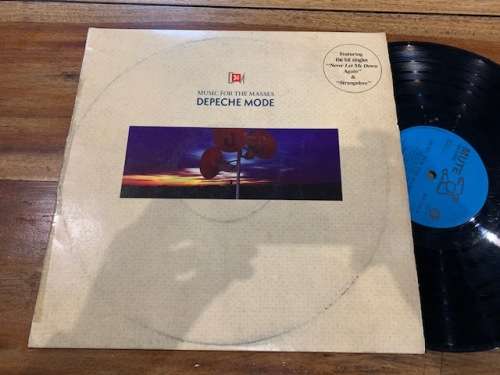 MUSIC FOR THE MASSES
DEPECHE MODE
Featuring
the hit singles
"Never Let Me Down
Again"
&
"Strangelove"
MUTE